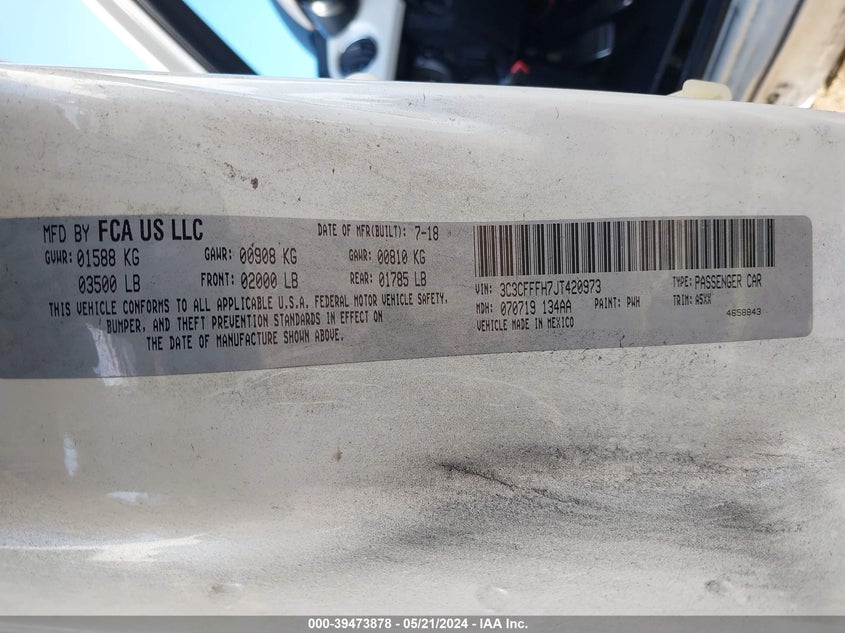 MFD BY FCA US LLC DATE OF MFR(BUILT): 7-18
GVWR: 01588 KG GAWR: 00908 KG GAWR: 00810 KG
03500 LB FRONT: 02000 LB REAR: 01785 LB
THIS VEHICLE CONFORMS TO ALL APPLICABLE U.S.A. FEDERAL MOTOR VEHICLE SAFETY,
BUMPER, AND THEFT PREVENTION STANDARDS IN EFFECT ON
THE DATE OF MANUFACTURE SHOWN ABOVE.
VIN: 3C3CFFFH7JT420973 TYPE: PASSENGER CAR
MDH: 070719 134AA PAINT: PWH TRIM: A5XX
VEHICLE MADE IN MEXICO 4658843
000-39473878 - 05/21/2024 - IAA Inc.